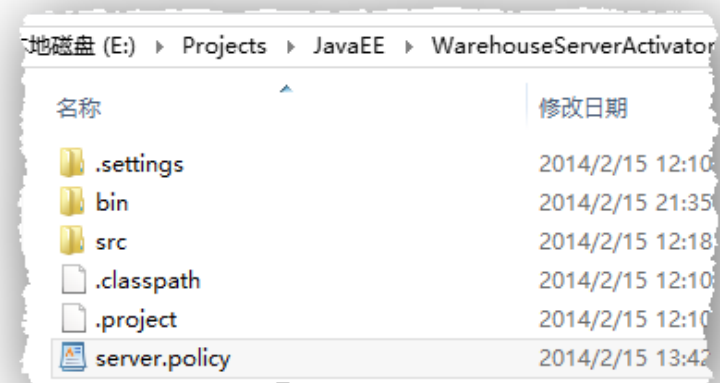 地磁盘 (E:) Projects JavaEE WarehouseServerActivator
名称 修改日期
.settings 2014/2/15 12:10
bin 2014/2/15 21:35
src 2014/2/15 12:18
.classpath 2014/2/15 12:10
.project 2014/2/15 12:10
server.policy 2014/2/15 13:42